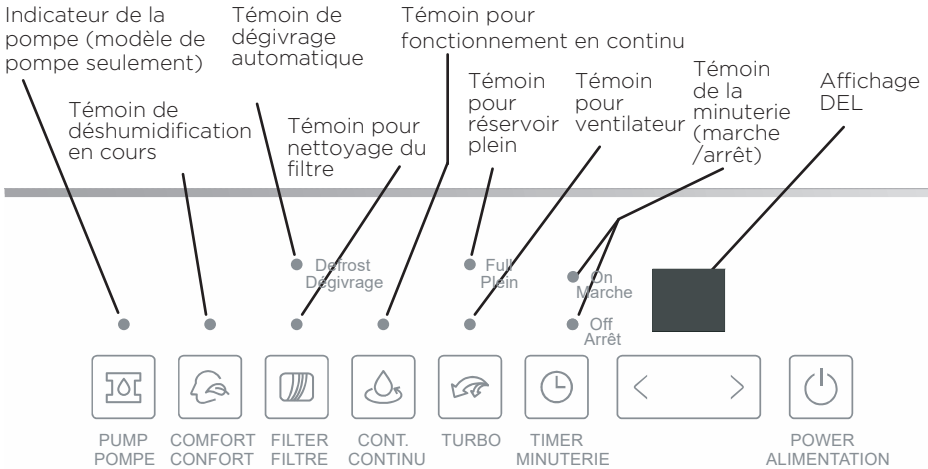 Indicateur de la
pompe (modèle de
pompe seulement)
Témoin de
dégivrage
automatique
Témoin pour
fonctionnement en continu
Témoin de
déshumidification
en cours
Témoin pour
nettoyage du
filtre
Témoin
pour
réservoir
plein
Témoin
pour
ventilateur
Témoin
de la
minuterie
(marche
/arrêt)
Affichage
DEL
Defrost
Dégivrage
Full
Plein
On
Marche
Off
Arrêt
PUMP
POMPE
COMFORT
CONFORT
FILTER
FILTRE
CONT.
CONTINU
TURBO
TIMER
MINUTERIE
POWER
ALIMENTATION